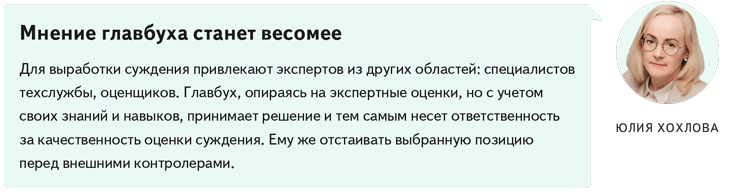 Мнение главбуха станет весомее
Для выработки суждения привлекают экспертов из других областей: специалистов
техслужбы, оценщиков. Главбух, опираясь на экспертные оценки, но с учетом
своих знаний и навыков, принимает решение и тем самым несет ответственность
за качественность оценки суждения. Ему же отстаивать выбранную позицию
перед внешними контролерами.
ЮЛИЯ ХОХЛОВА